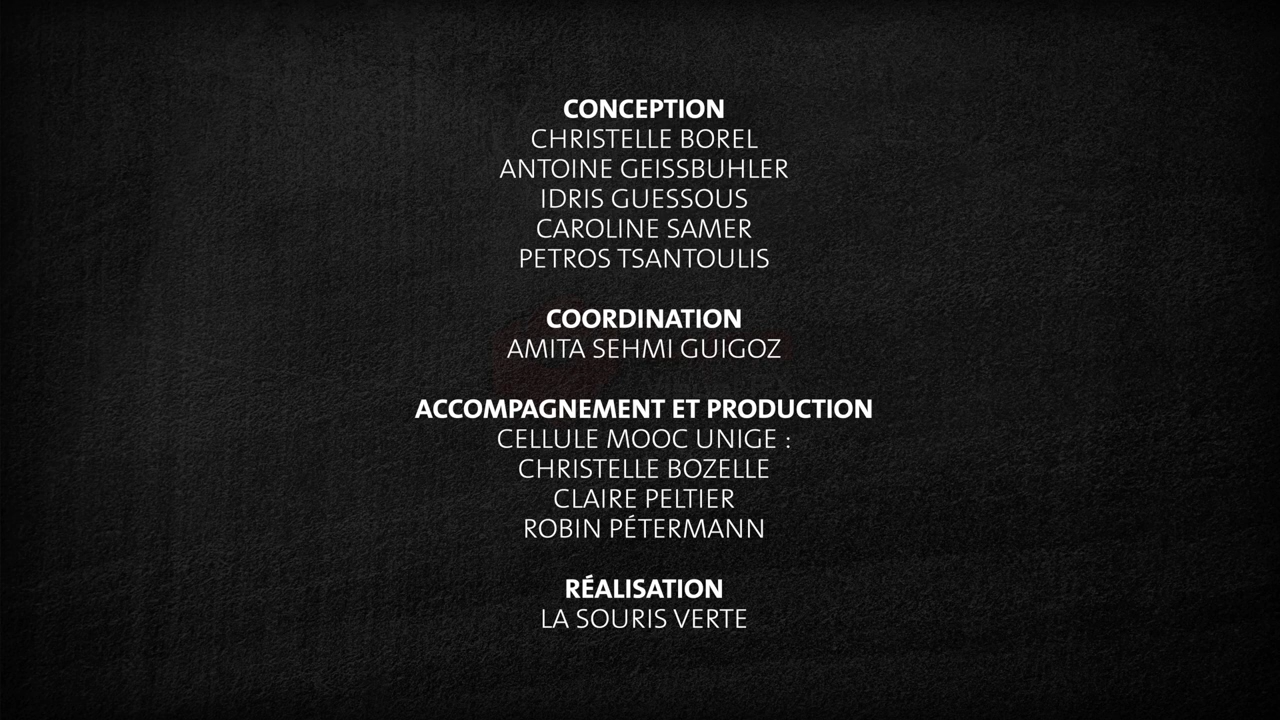 CONCEPTION
CHRISTELLE BOREL
ANTOINE GEISSBUHLER
IDRIS GUESSOUS
CAROLINE SAMER
PETROS TSANTOULIS
COORDINATION
AMITA SEHMI GUIGOZ
ACCOMPAGNEMENT ET PRODUCTION
CELLULE MOOC UNIGE :
CHRISTELLE BOZELLE
CLAIRE PELTIER
ROBIN PÉTERMANN
RÉALISATION
LA SOURIS VERTE